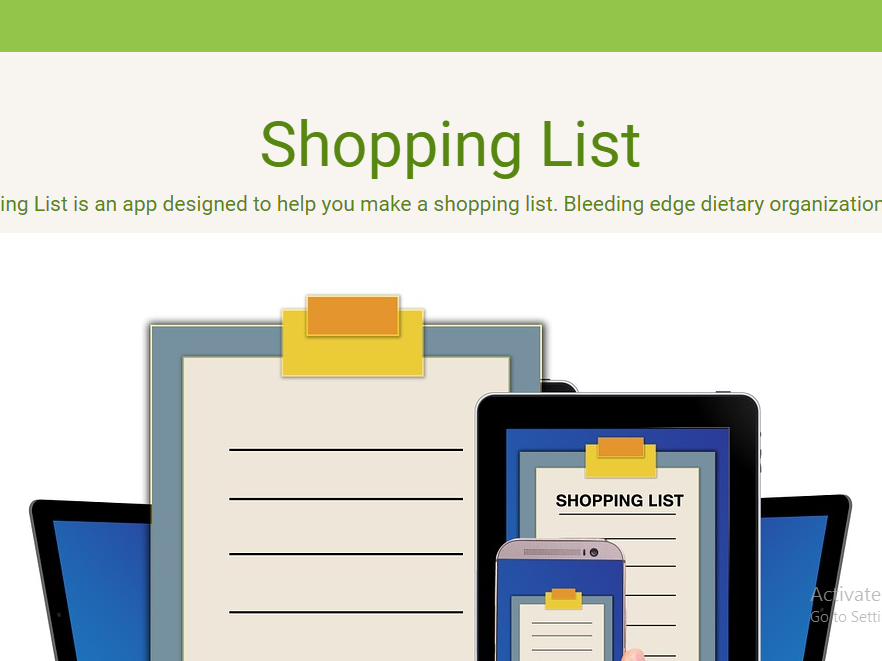 Shopping List
ing List is an app designed to help you make a shopping list. Bleeding edge dietary organization
SHOPPING LIST
Activate
Go to Setti